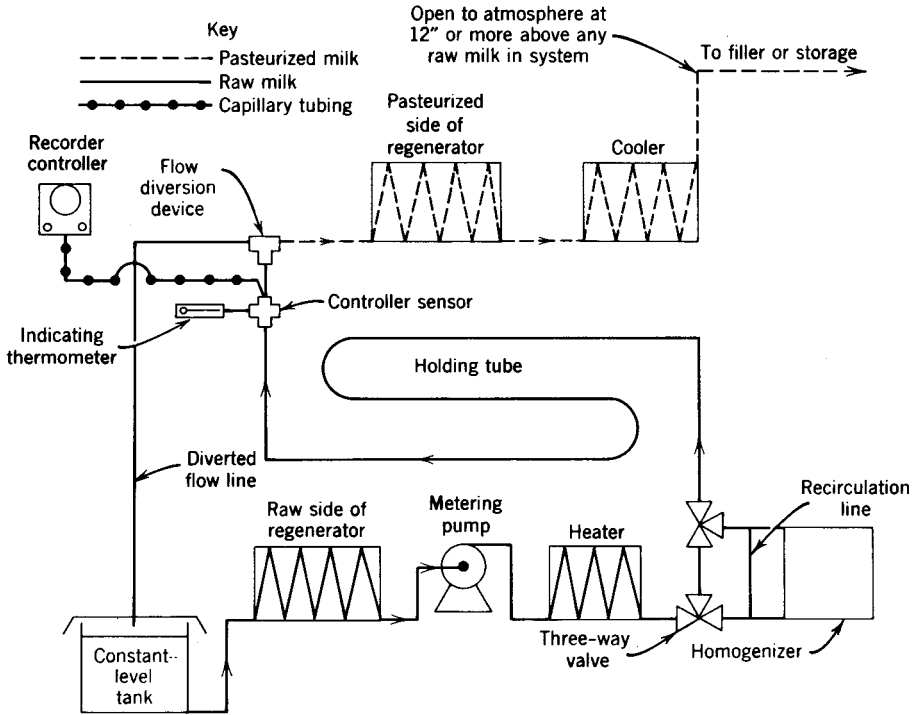 Key
Pasteurized milk
Raw milk
Capillary tubing
Open to atmosphere at
12″ or more above any
raw milk in system
To filler or storage
Recorder
controller
Flow
diversion
device
Pasteurized
side of
regenerator
Cooler
Controller sensor
Indicating
thermometer
Holding tube
Diverted
flow line
Raw side of
regenerator
Metering
pump
Heater
Recirculation
line
Three-way
valve
Homogenizer
Constant-
level
tank